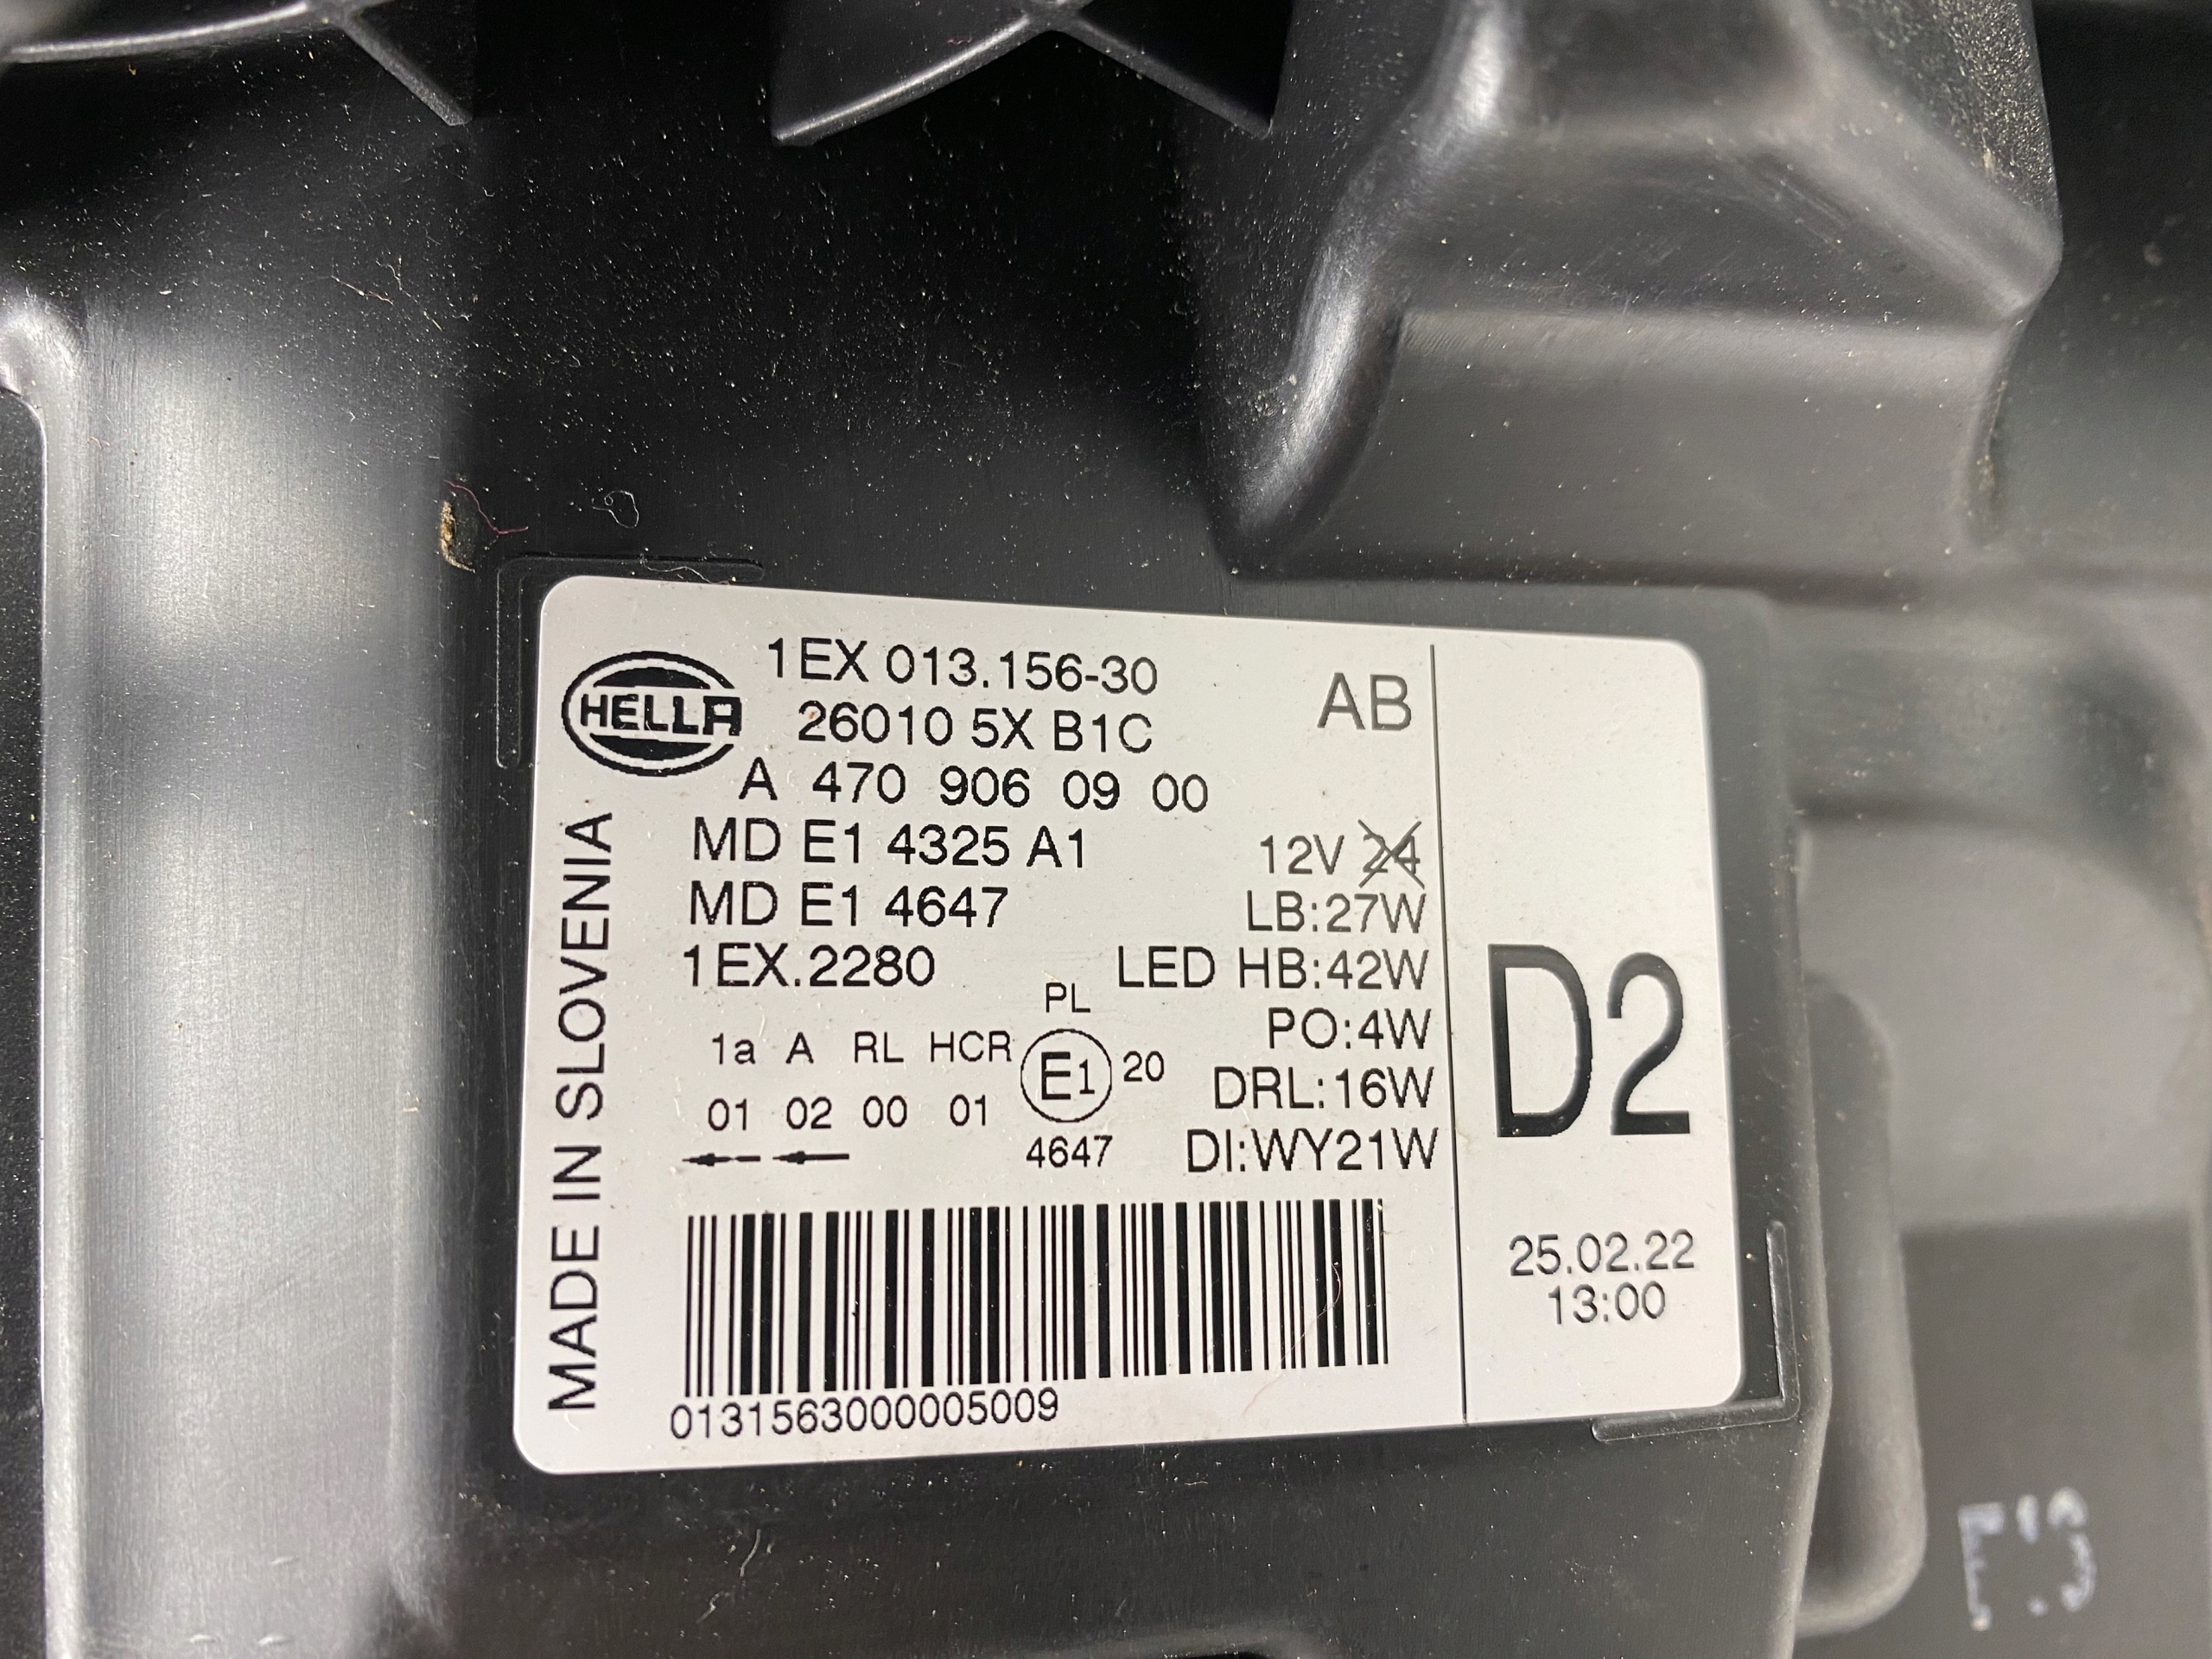 HELLA
1EX 013.156-30
26010 5X B1C
A 470 906 09 00
AB
MD E1 4325 A1
MD E1 4647
1EX.2280
12V 24
LB:27W
LED HB:42W
PO:4W
DRL:16W
DI:WY21W
PL
1a A RL HCR E1 20
01 02 00 01
4647
0131563000005009
MADE IN SLOVENIA
D2
25.02.22
13:00